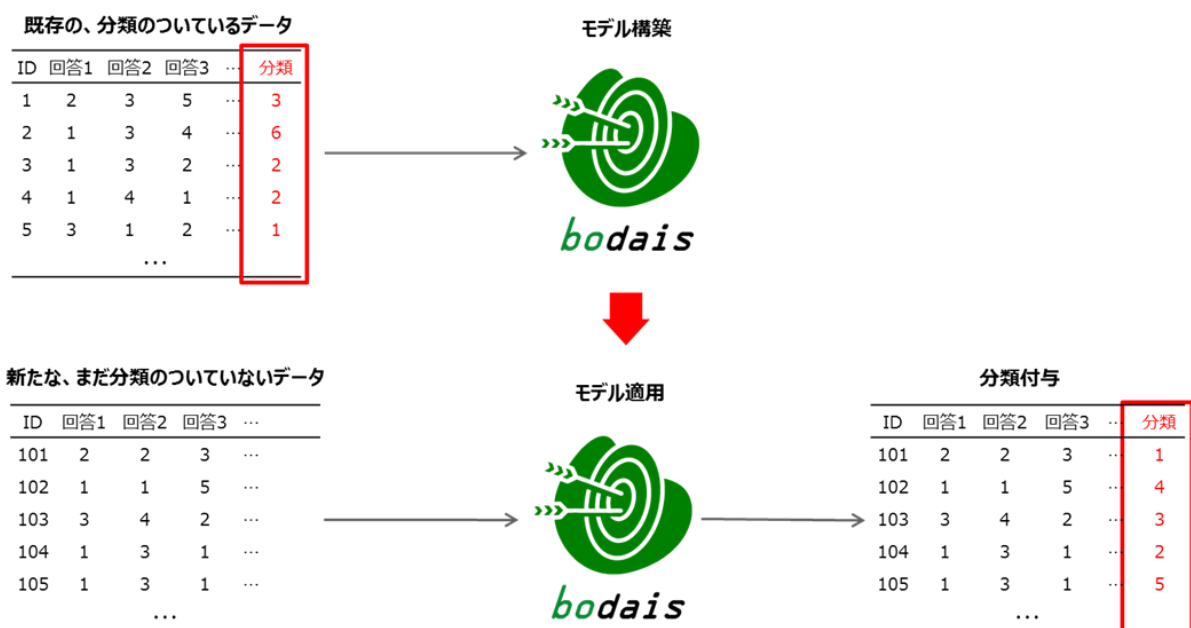 既存の、分類のついているデータ
ID 回答1 回答2 回答3 … 分類
1 2 3 5 … 3
2 1 3 4 … 6
3 1 3 2 … 2
4 1 4 1 … 2
5 3 1 2 … 1
…
モデル構築
bodais
新たな、まだ分類のついていないデータ
ID 回答1 回答2 回答3 …
101 2 2 3 …
102 1 1 5 …
103 3 4 2 …
104 1 3 1 …
105 1 3 1 …
…
モデル適用
bodais
分類付与
ID 回答1 回答2 回答3 … 分類
101 2 2 3 … 1
102 1 1 5 … 4
103 3 4 2 … 3
104 1 3 1 … 2
105 1 3 1 … 5
…